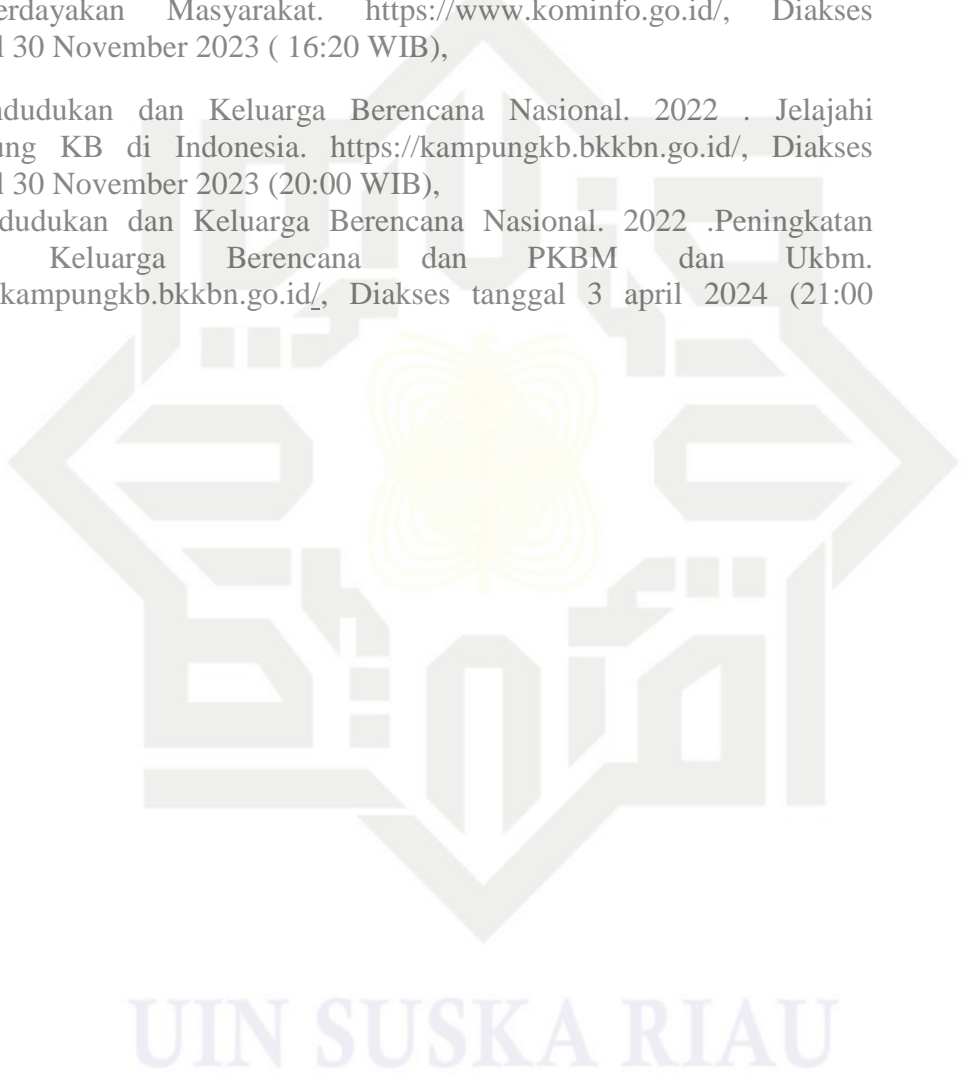 erdayakan Masyarakat. https://www.kominfo.go.id/, Diakses
l 30 November 2023 ( 16:20 WIB),
ndudukan dan Keluarga Berencana Nasional. 2022 . Jelajahi
ung KB di Indonesia. https://kampungkb.bkkbn.go.id/, Diakses
l 30 November 2023 (20:00 WIB),
dudukan dan Keluarga Berencana Nasional. 2022 .Peningkatan
Keluarga Berencana dan PKBM dan Ukbm.
kampungkb.bkkbn.go.id/, Diakses tanggal 3 april 2024 (21:00
UIN SUSKA RIAU